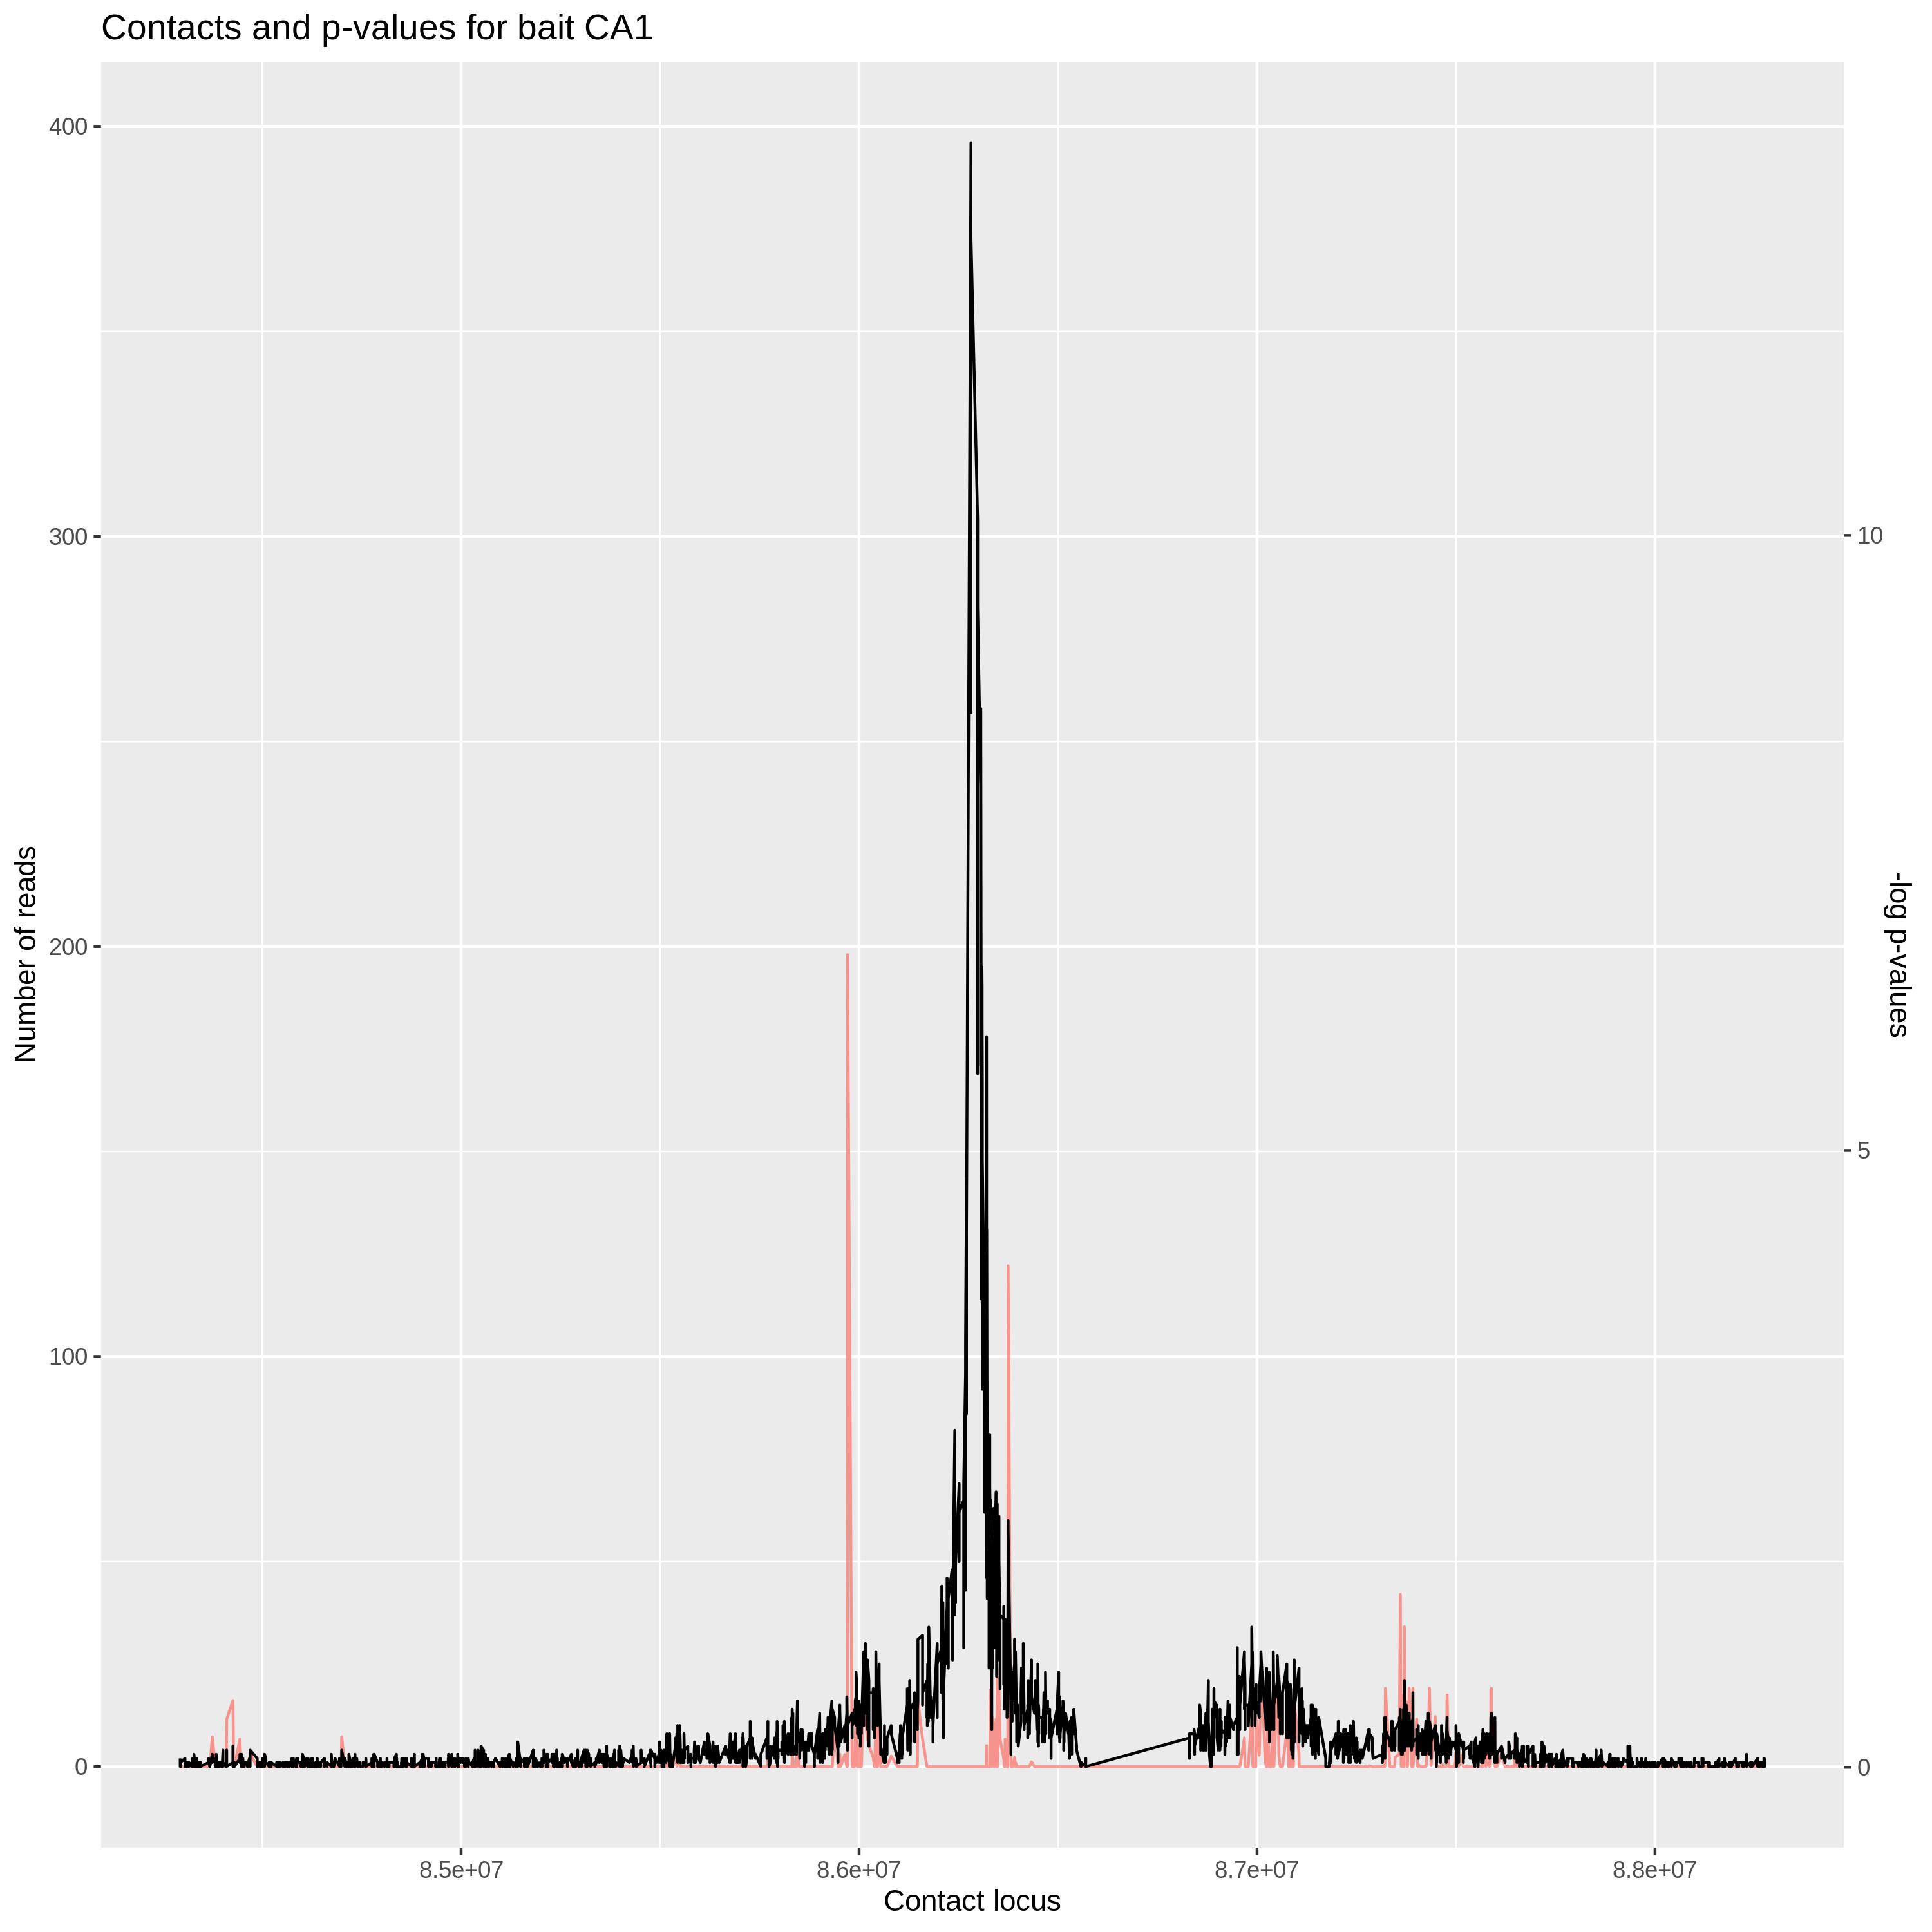 Contacts and p-values for bait CA1
400
300
200
100
0
Number of reads
10
5
0
-log p-values
8.5e+07
8.6e+07
8.7e+07
8.8e+07
Contact locus